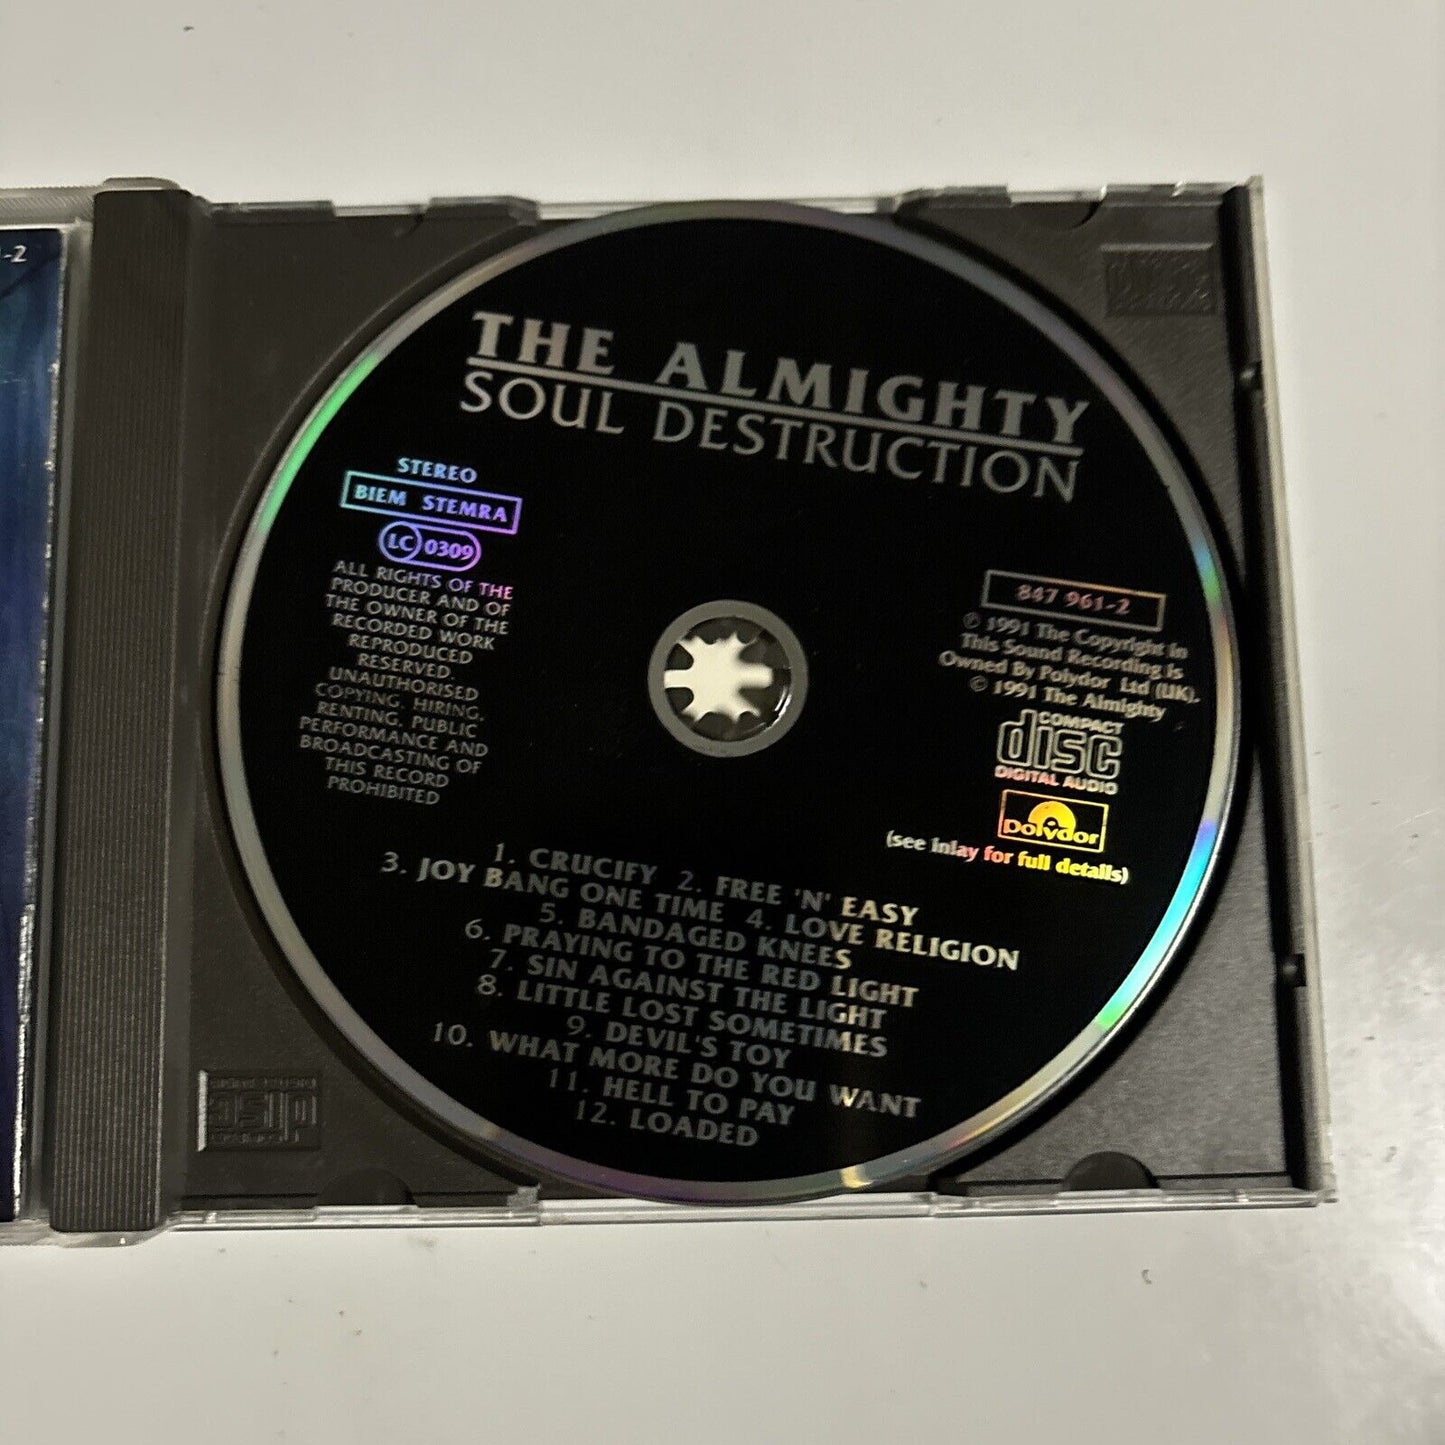 -2
THE ALMIGHTY
SOUL DESTRUCTION
STEREO
BIEM STEMRA
LC 0309
ALL RIGHTS OF THE
PRODUCER AND OF
THE OWNER OF THE
RECORDED WORK
REPRODUCED
RESERVED.
UNAUTHORISED
COPYING, HIRING,
RENTING, PUBLIC
PERFORMANCE AND
BROADCASTING OF
THIS RECORD
PROHIBITED
847 961-2
℗ 1991 The Copyright In
This Sound Recording Is
Owned By Polydor Ltd (UK).
© 1991 The Almighty
COMPACT
disc
DIGITAL AUDIO
Polydor
(see inlay for full details)
1. CRUCIFY 2. FREE 'N' EASY
3. JOY BANG ONE TIME 4. LOVE RELIGION
5. BANDAGED KNEES
6. PRAYING TO THE RED LIGHT
7. SIN AGAINST THE LIGHT
8. LITTLE LOST SOMETIMES
9. DEVIL'S TOY
10. WHAT MORE DO YOU WANT
11. HELL TO PAY
12. LOADED
disc